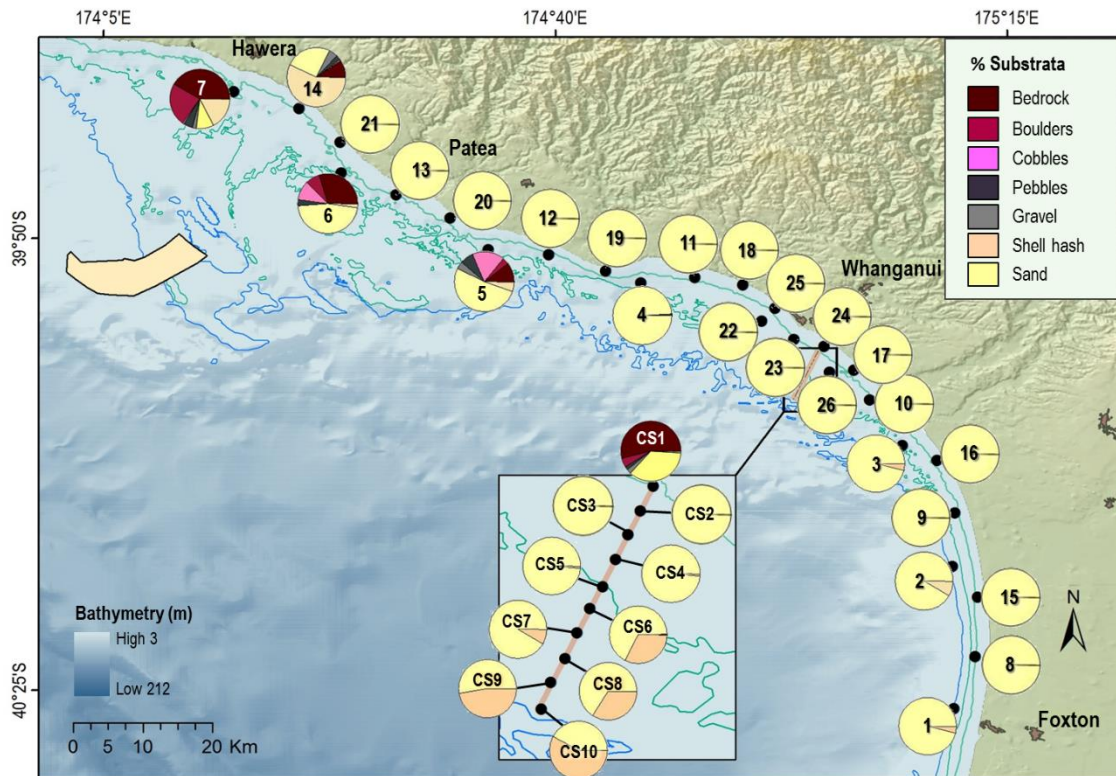 174°5'E
174°40'E
175°15'E
39°50'S
40°25'S
Hawera
Patea
Whanganui
Foxton
% Substrata
Bedrock
Boulders
Cobbles
Pebbles
Gravel
Shell hash
Sand
7
14
21
6
13
20
5
12
19
4
11
18
25
22
24
23
17
26
10
3
16
9
2
15
8
1
CS1
CS3
CS2
CS5
CS4
CS7
CS6
CS9
CS8
CS10
N
Bathymetry (m)
High 3
Low 212
0 5 10 20 Km